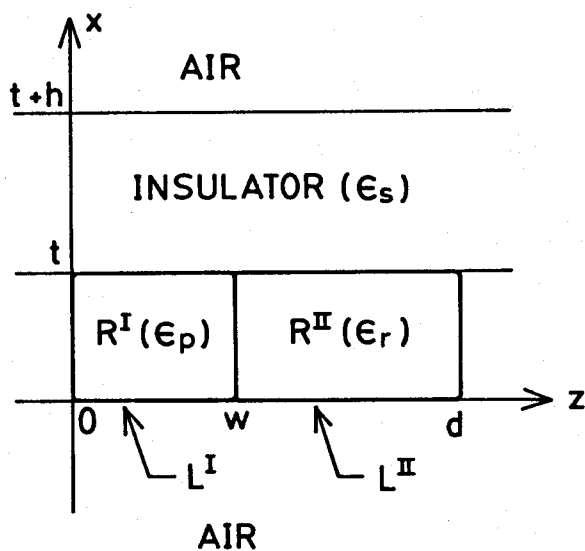 x
AIR
t+h
INSULATOR (ϵs)
t
R^I(ϵp)
R^II(ϵr)
0
w
d
z
L^I
L^II
AIR